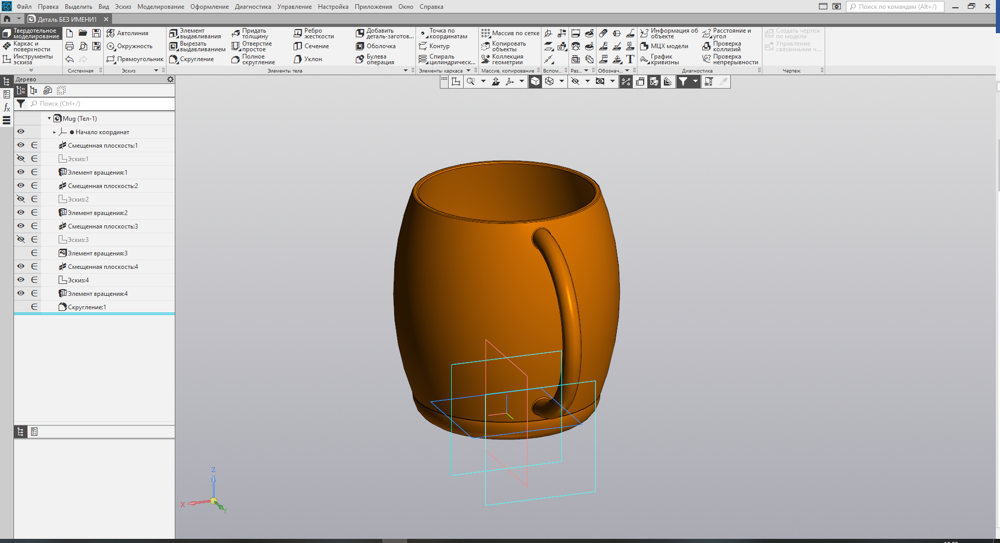 Файл Правка Выделить Вид Эскиз Моделирование Оформление Диагностика Управление Настройка Приложения Окно Справка
Поиск по командам (Alt+/)
Деталь БЕЗ ИМЕНИ1
Твердотельное моделирование
Каркас и поверхности
Инструменты эскиза
Системная
Автолиния
Окружность
Прямоугольник
Эскиз
Элемент выдавливания
Вырезать выдавливанием
Скругление
Придать толщину
Отверстие простое
Полное скругление
Ребро жесткости
Сечение
Уклон
Добавить деталь-заготов...
Оболочка
Булева операция
Элементы тела
Точка по координатам
Контур
Спираль цилиндрическ...
Элементы каркаса
Массив по сетке
Копировать объекты
Коллекция геометрии
Массив, копирование
Вспом...
Раз...
Обознач...
Информация об объекте
МЦХ модели
График кривизны
Расстояние и угол
Проверка коллизий
Проверка непрерывности
Диагностика
Создать чертеж по модели
Управление связанными ч...
Чертеж
Дерево
Поиск (Ctrl+/)
Mug (Тел-1)
Начало координат
Смещенная плоскость:1
Эскиз:1
Элемент вращения:1
Смещенная плоскость:2
Эскиз:2
Элемент вращения:2
Смещенная плоскость:3
Эскиз:3
Элемент вращения:3
Смещенная плоскость:4
Эскиз:4
Элемент вращения:4
Скругление:1
Z
X
Y